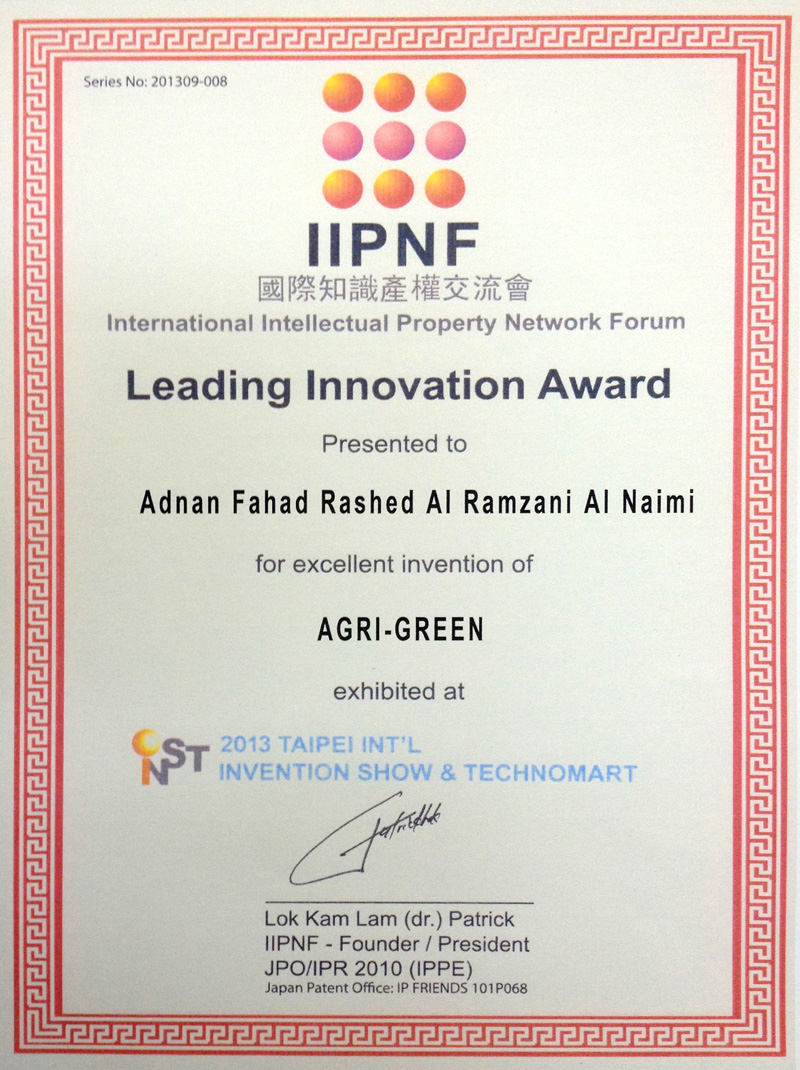 Series No: 201309-008
IIPNF
國際知識產權交流會
International Intellectual Property Network Forum
Leading Innovation Award
Presented to
Adnan Fahad Rashed Al Ramzani Al Naimi
for excellent invention of
AGRI-GREEN
exhibited at
iNST
2013 TAIPEI INT'L
INVENTION SHOW & TECHNOMART
Lok Kam Lam (dr.) Patrick
IIPNF - Founder / President
JPO/IPR 2010 (IPPE)
Japan Patent Office: IP FRIENDS 101P068